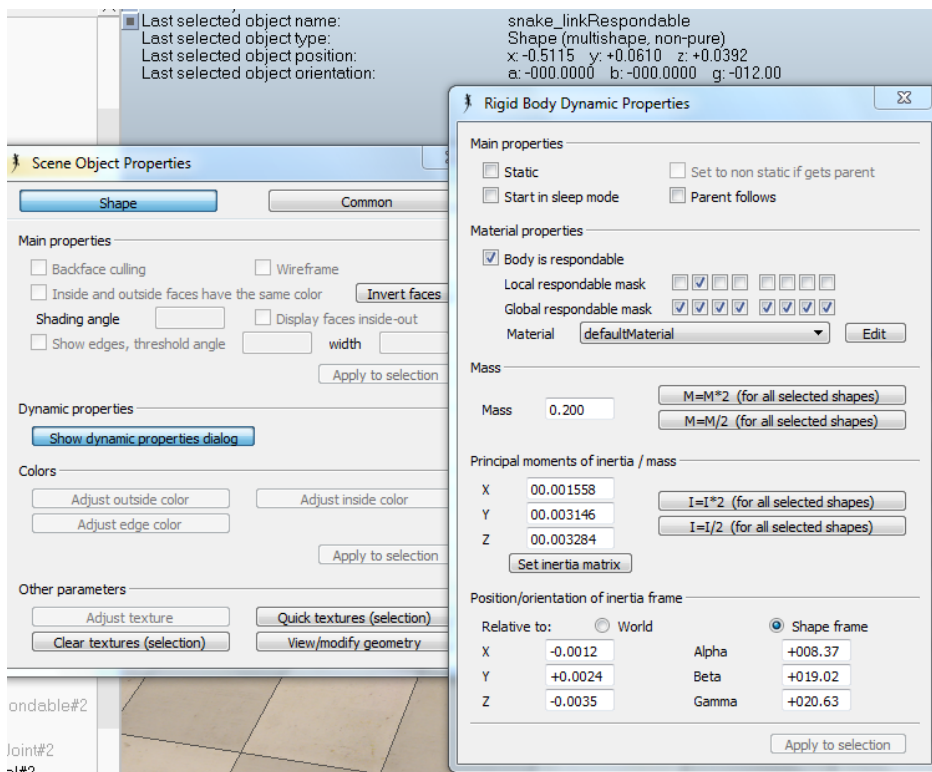 Last selected object name: snake_linkRespondable
Last selected object type: Shape (multishape, non-pure)
Last selected object position: x: -0.5115 y: +0.0610 z: +0.0392
Last selected object orientation: a: -000.0000 b: -000.0000 g: -012.00
Scene Object Properties
Shape Common
Main properties
Backface culling Wireframe
Inside and outside faces have the same color Invert faces
Shading angle Display faces inside-out
Show edges, threshold angle width
Apply to selection
Dynamic properties
Show dynamic properties dialog
Colors
Adjust outside color Adjust inside color
Adjust edge color
Apply to selection
Other parameters
Adjust texture Quick textures (selection)
Clear textures (selection) View/modify geometry
ondable#2
Joint#2
Rigid Body Dynamic Properties
Main properties
Static Set to non static if gets parent
Start in sleep mode Parent follows
Material properties
Body is respondable
Local respondable mask
Global respondable mask
Material defaultMaterial Edit
Mass
Mass 0.200 M=M*2 (for all selected shapes)
M=M/2 (for all selected shapes)
Principal moments of inertia / mass
X 00.001558
Y 00.003146 I=I*2 (for all selected shapes)
Z 00.003284 I=I/2 (for all selected shapes)
Set inertia matrix
Position/orientation of inertia frame
Relative to: World Shape frame
X -0.0012 Alpha +008.37
Y +0.0024 Beta +019.02
Z -0.0035 Gamma +020.63
Apply to selection